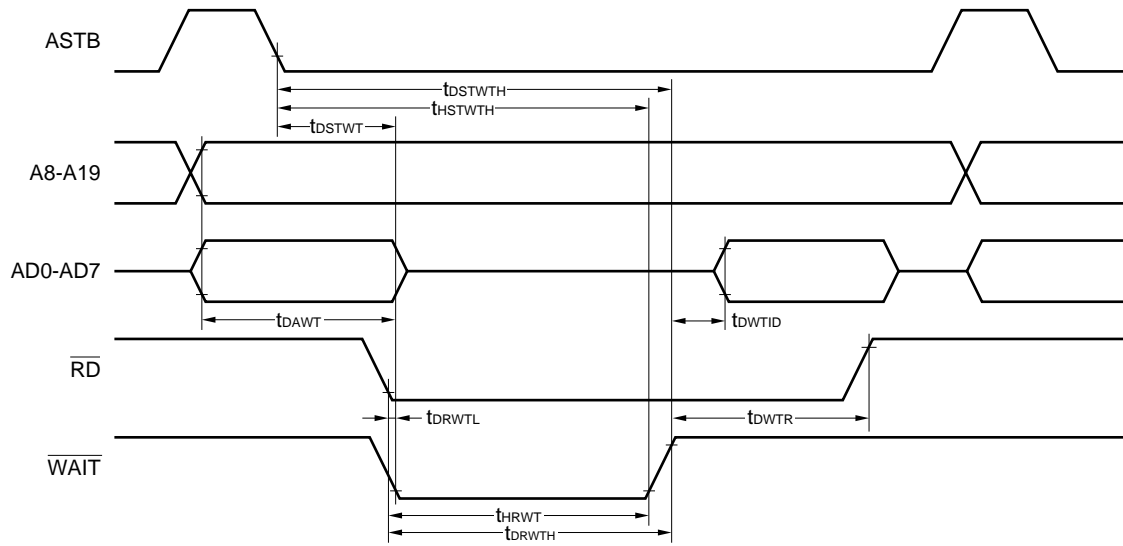 ASTB
tDSTWTH
tHSTWTH
tDSTWT
A8-A19
AD0-AD7
tDAWT
tDWTID
RD
tDRWTL
tDWTR
WAIT
tHRWT
tDRWTH